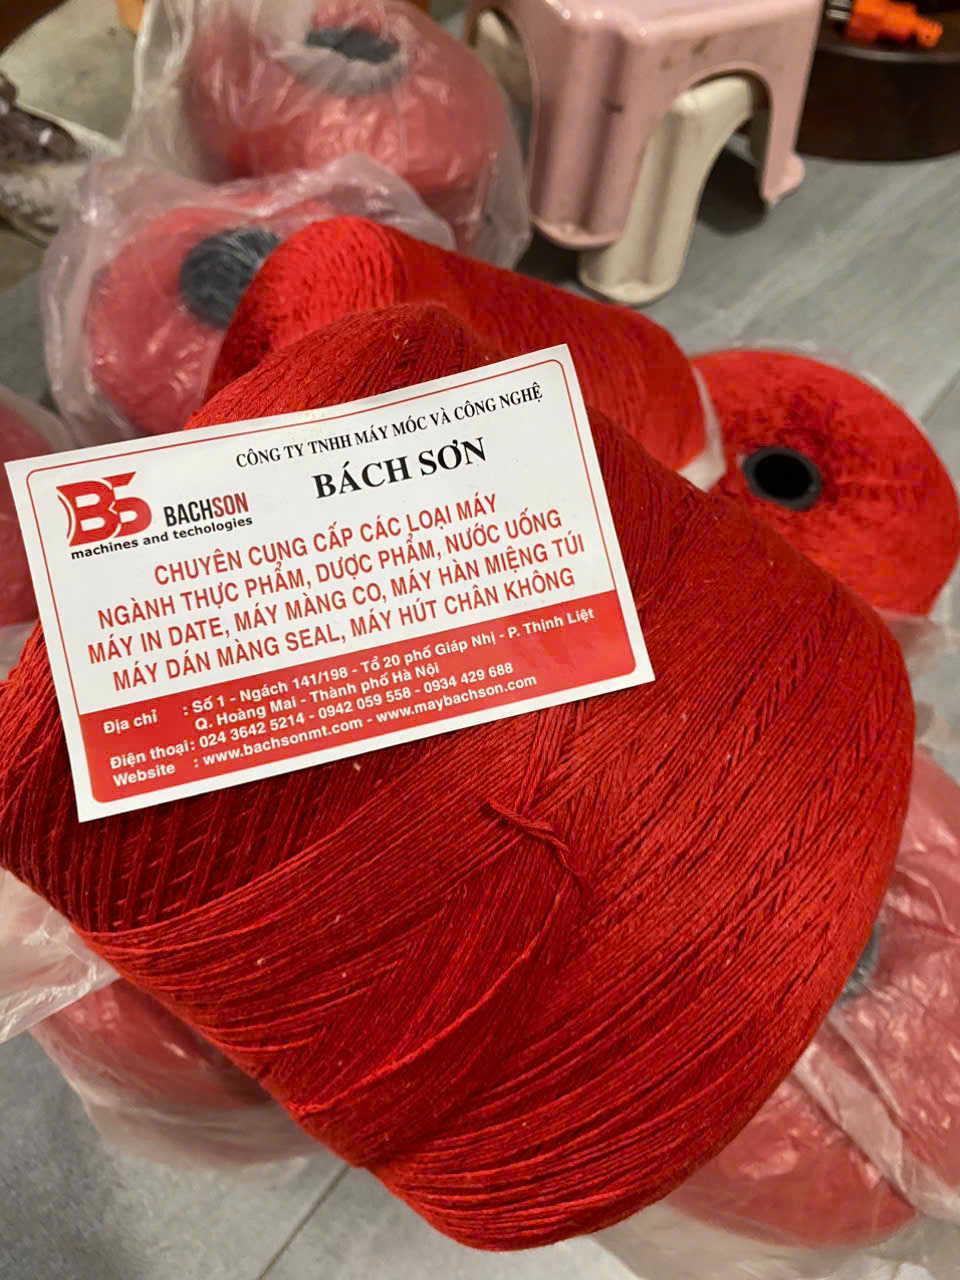 CÔNG TY TNHH MÁY MÓC VÀ CÔNG NGHỆ
BÁCH SƠN
BS BACHSON
machines and techologies
CHUYÊN CUNG CẤP CÁC LOẠI MÁY
NGÀNH THỰC PHẨM, DƯỢC PHẨM, NƯỚC UỐNG
MÁY IN DATE, MÁY MÀNG CO, MÁY HÀN MIỆNG TÚI
MÁY DÁN MÀNG SEAL, MÁY HÚT CHÂN KHÔNG
Địa chỉ : Số 1 - Ngách 141/198 - Tổ 20 phố Giáp Nhị - P. Thịnh Liệt
Q. Hoàng Mai - Thành phố Hà Nội
Điện thoại: 024 3642 5214 - 0942 059 558 - 0934 429 688
Website : www.bachsonmt.com - www.maybachson.com